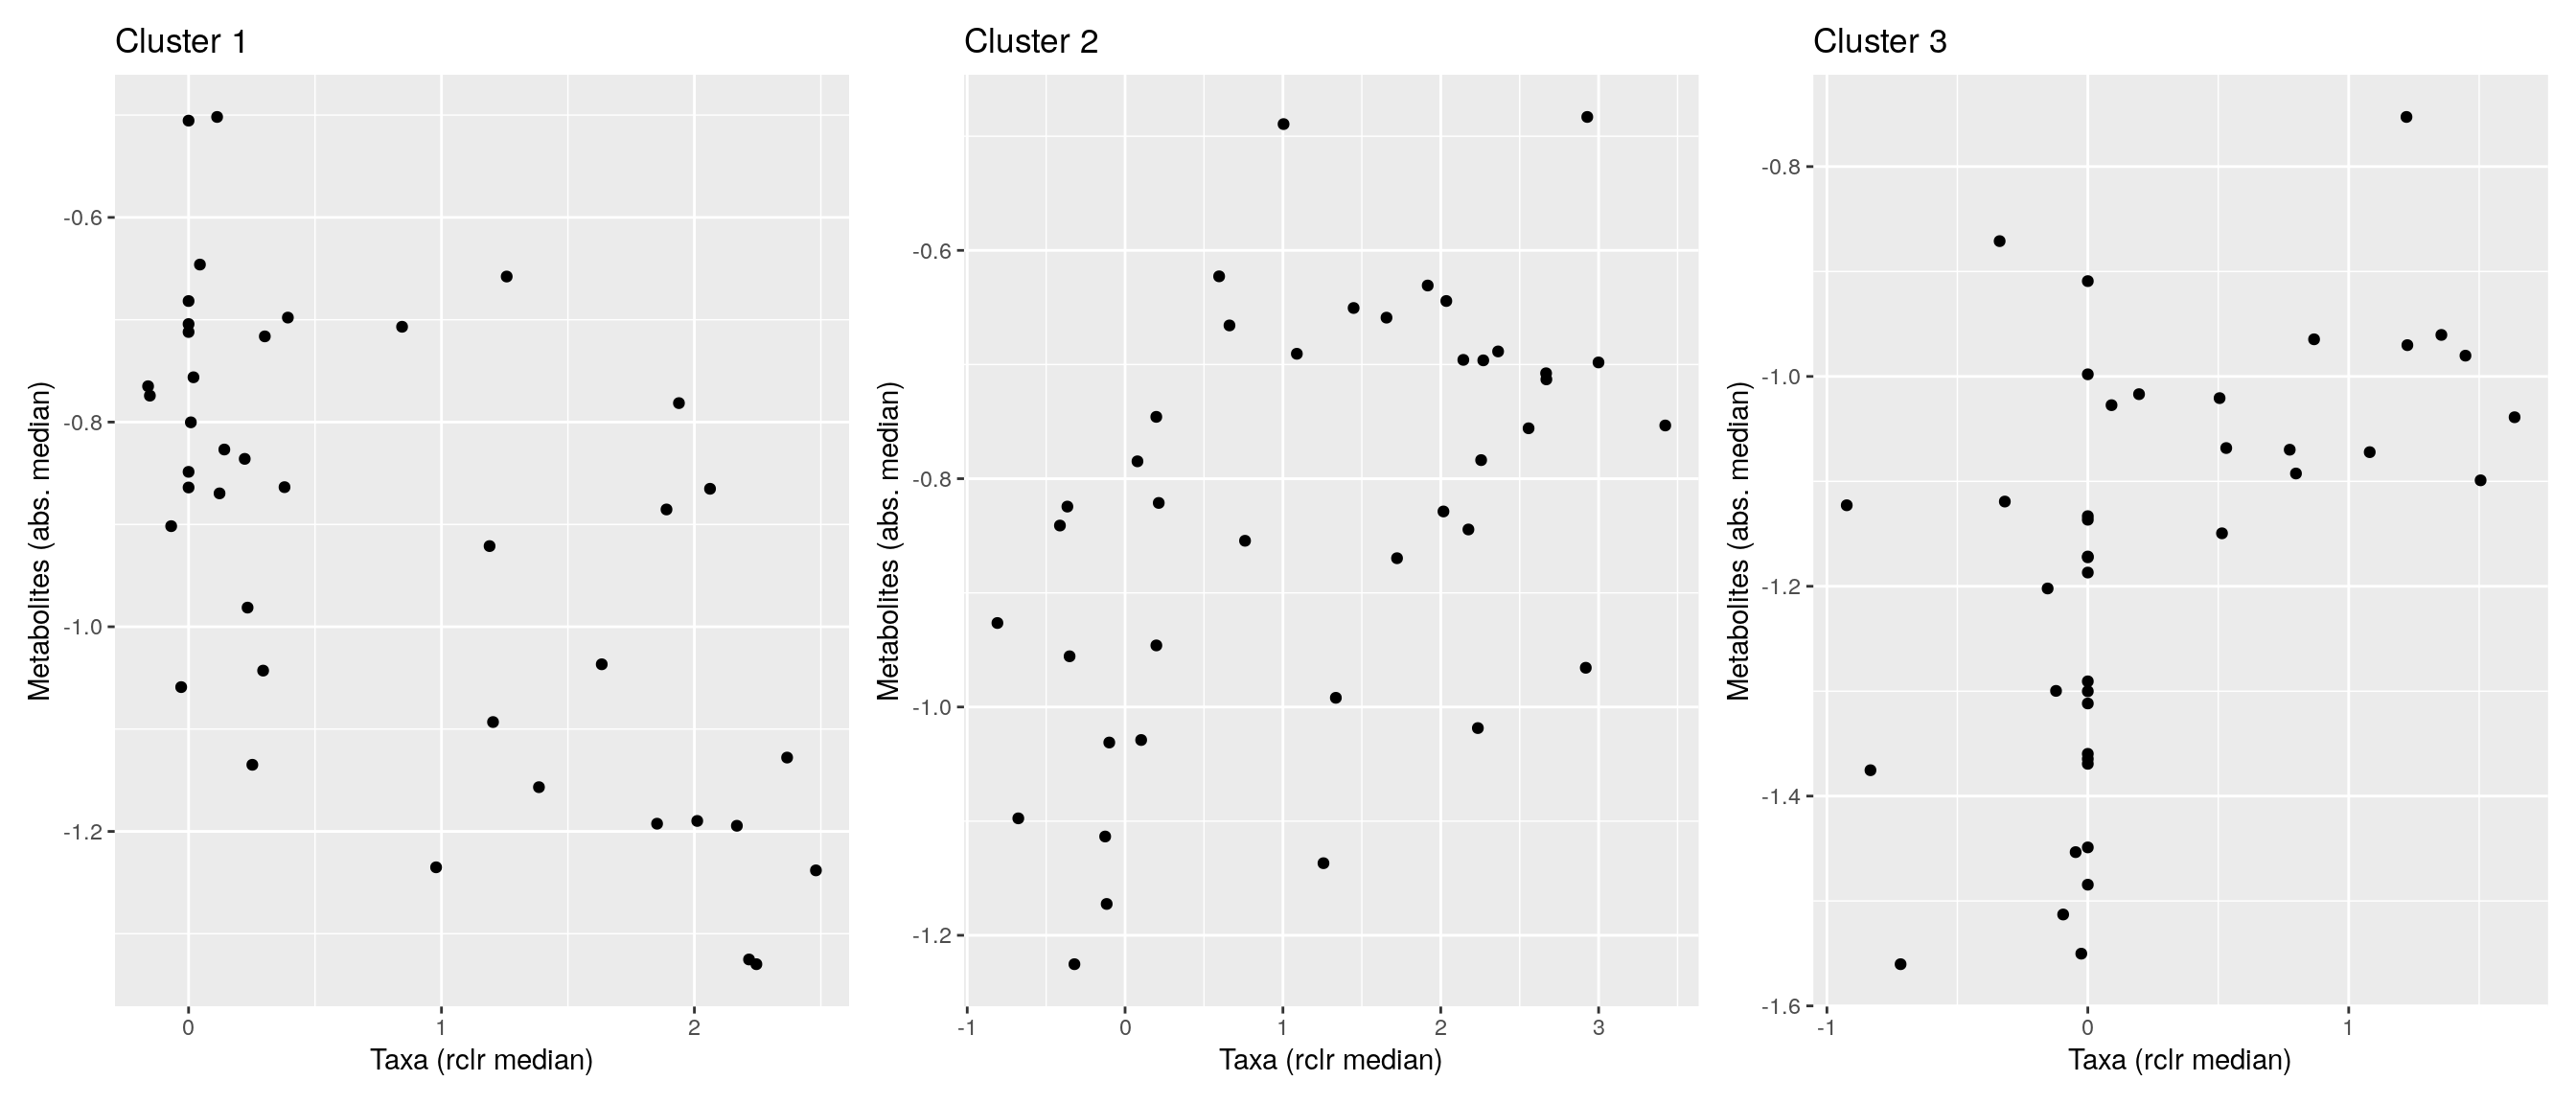 Cluster 1
Metabolites (abs. median)
-0.6
-0.8
-1.0
-1.2
0 1 2
Taxa (rclr median)
Cluster 2
Metabolites (abs. median)
-0.6
-0.8
-1.0
-1.2
-1 0 1 2 3
Taxa (rclr median)
Cluster 3
Metabolites (abs. median)
-0.8
-1.0
-1.2
-1.4
-1.6
-1 0 1
Taxa (rclr median)